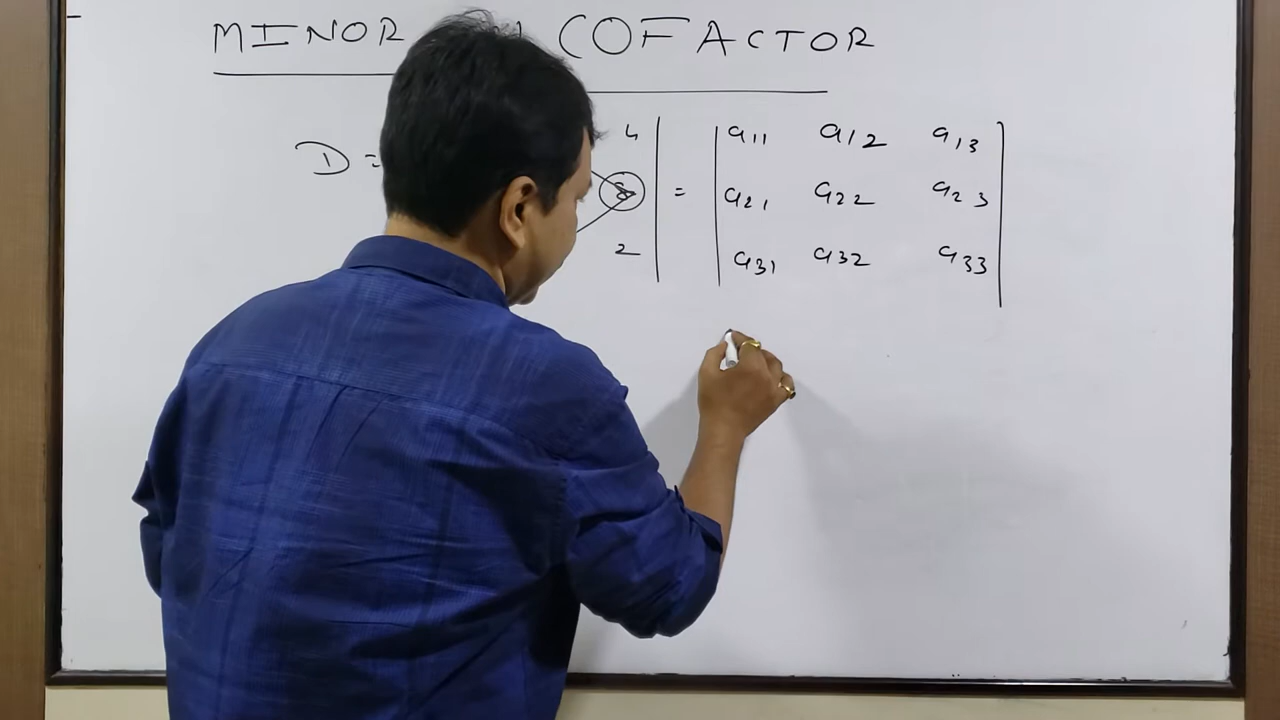 MINOR COFACTOR
D = 4 | = | a11 a12 a13 |
a21 a22 a23
2 a31 a32 a33